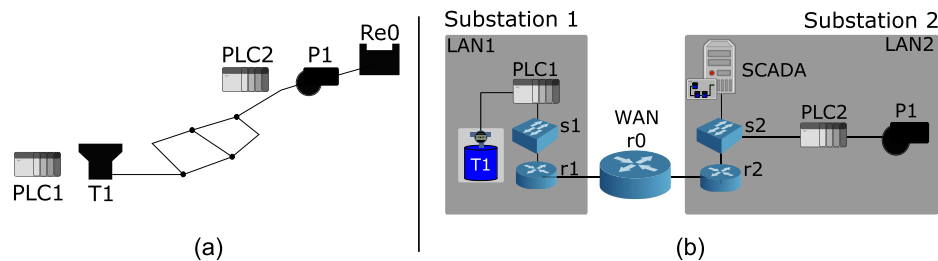 Re0
P1
PLC2
PLC1
T1
(a)
Substation 1
LAN1
PLC1
s1
T1
r1
WAN
r0
Substation 2
LAN2
SCADA
PLC2
P1
s2
r2
(b)